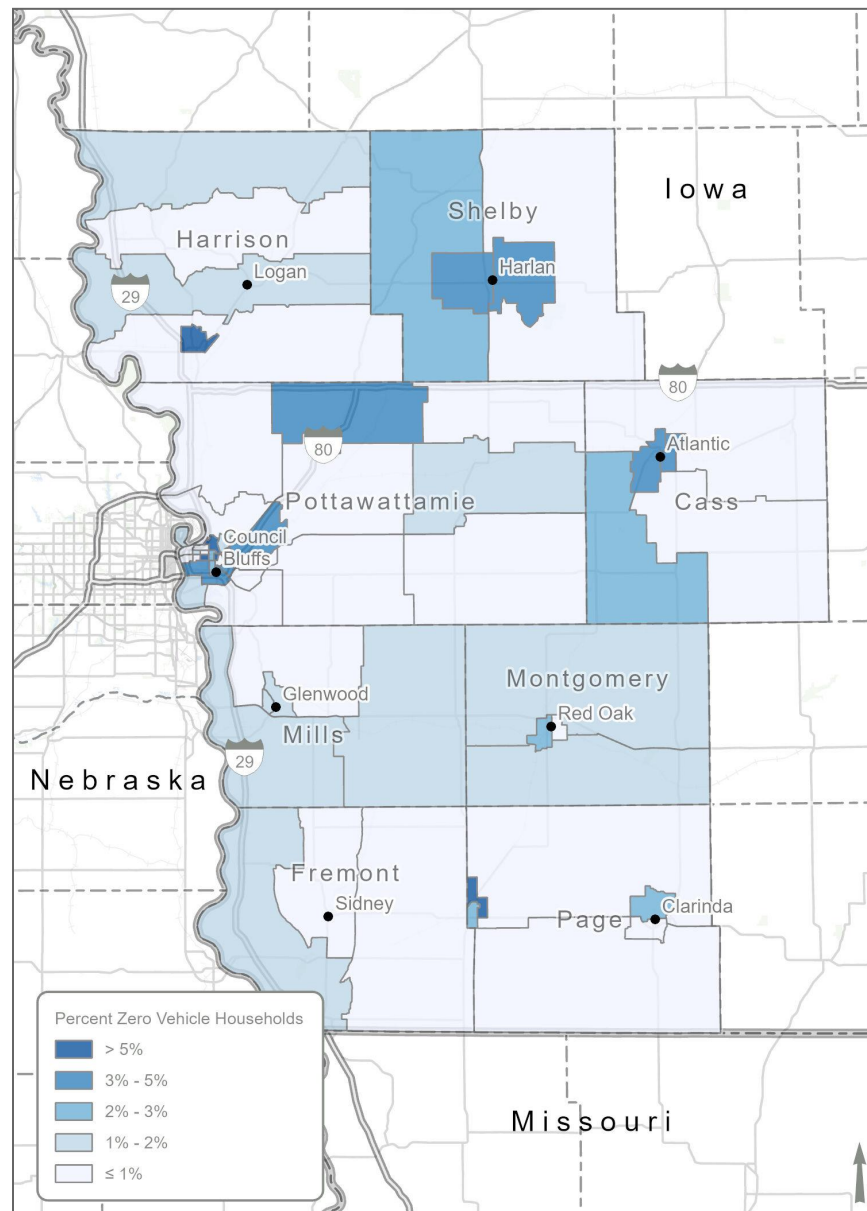 Iowa
Shelby
Harrison
Harlan
Logan
29
80
80
Atlantic
Pottawattamie
Cass
Council
Bluffs
Montgomery
Glenwood
Red Oak
Mills
29
Nebraska
Fremont
Sidney
Clarinda
Page
Percent Zero Vehicle Households
> 5%
3% - 5%
2% - 3%
1% - 2%
≤ 1%
Missouri